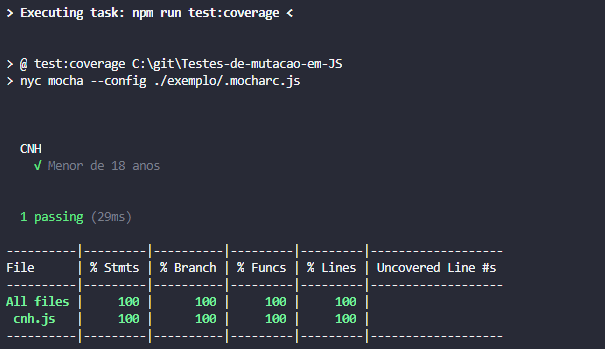 > Executing task: npm run test:coverage <
> @ test:coverage C:\git\Testes-de-mutacao-em-JS
> nyc mocha --config ./exemplo/.mocharc.js
CNH
√ Menor de 18 anos
1 passing (29ms)
----------|---------|----------|---------|---------|-------------------
File      | % Stmts | % Branch | % Funcs | % Lines | Uncovered Line #s
----------|---------|----------|---------|---------|-------------------
All files |     100 |      100 |     100 |     100 |
 cnh.js   |     100 |      100 |     100 |     100 |
----------|---------|----------|---------|---------|-------------------